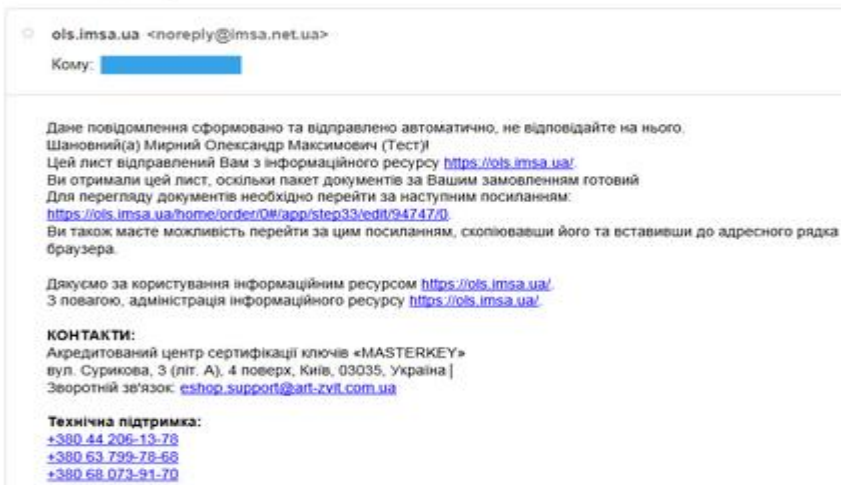 ols.imsa.ua <noreply@imsa.net.ua>
Кому:
Дане повідомлення сформовано та відправлено автоматично, не відповідайте на нього.
Шановний(а) Мирний Олександр Максимович (Тест)!
Цей лист відправлений Вам з інформаційного ресурсу https://ols.imsa.ua/.
Ви отримали цей лист, оскільки пакет документів за Вашим замовленням готовий
Для перегляду документів необхідно перейти за наступним посиланням:
https://ols.imsa.ua/home/order/0#/app/step33/edit/94747/0.
Ви також маєте можливість перейти за цим посиланням, скопіювавши його та вставивши до адресного рядка
браузера.
Дякуємо за користування інформаційним ресурсом https://ols.imsa.ua/.
З повагою, адміністрація інформаційного ресурсу https://ols.imsa.ua/.
КОНТАКТИ:
Акредитований центр сертифікації ключів «MASTERKEY»
вул. Сурикова, 3 (літ. А), 4 поверх, Київ, 03035, Україна |
Зворотній зв'язок: eshop.support@art-zvit.com.ua
Технічна підтримка:
+380 44 206-13-78
+380 63 799-78-68
+380 68 073-91-70